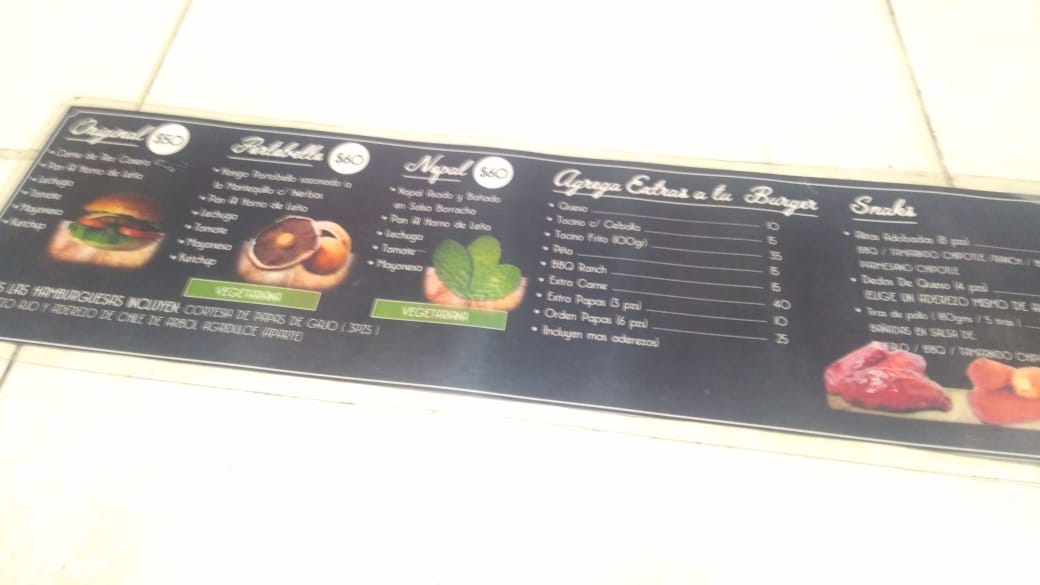 Original $50
• Carne de Res Casera
• Pan Al Horno de Leña
• Lechuga
• Tomate
• Mayonesa
• Ketchup
Portobello $60
• Hongo Portobello sazonado a
la Mantequilla c/ hierbas
• Pan Al Horno de Leña
• Lechuga
• Tomate
• Mayonesa
• Ketchup
VEGETARIANA
Nopal $60
• Nopal Asado y Bañado
en Salsa Borracha
• Pan Al Horno de Leña
• Lechuga
• Tomate
• Mayonesa
VEGETARIANA
S LAS HAMBURGUESAS INCLUYEN: CORTESIA DE PAPAS DE GAJO ( 3PZS )
AJO Y ADEREZO DE CHILE DE ARBOL AGRIDULCE (APARTE)
Agrega Extras a tu Burger
• Queso 10
• Tocino c/ Cebolla 15
• Tocino Frito (100gr) 35
• Piña 15
• BBQ Ranch 15
• Extra Carne 40
• Extra Papas (3 pzs) 10
• Orden Papas (6 pzs) 25
• (Incluyen mas aderezos)
Snaks
• Alitas Adobadas (8 pzs)
BBQ / TAMARINDO CHIPOTLE /RANCH /
PARMESANO CHIPOTLE
• Dedos De Queso (4 pzs)
(ELIGE UN ADEREZO MISMO DE
• Tiras de pollo ( 180gms / 5 tiras )
BAÑADAS EN SALSA DE
/ BBQ / TAMARINDO